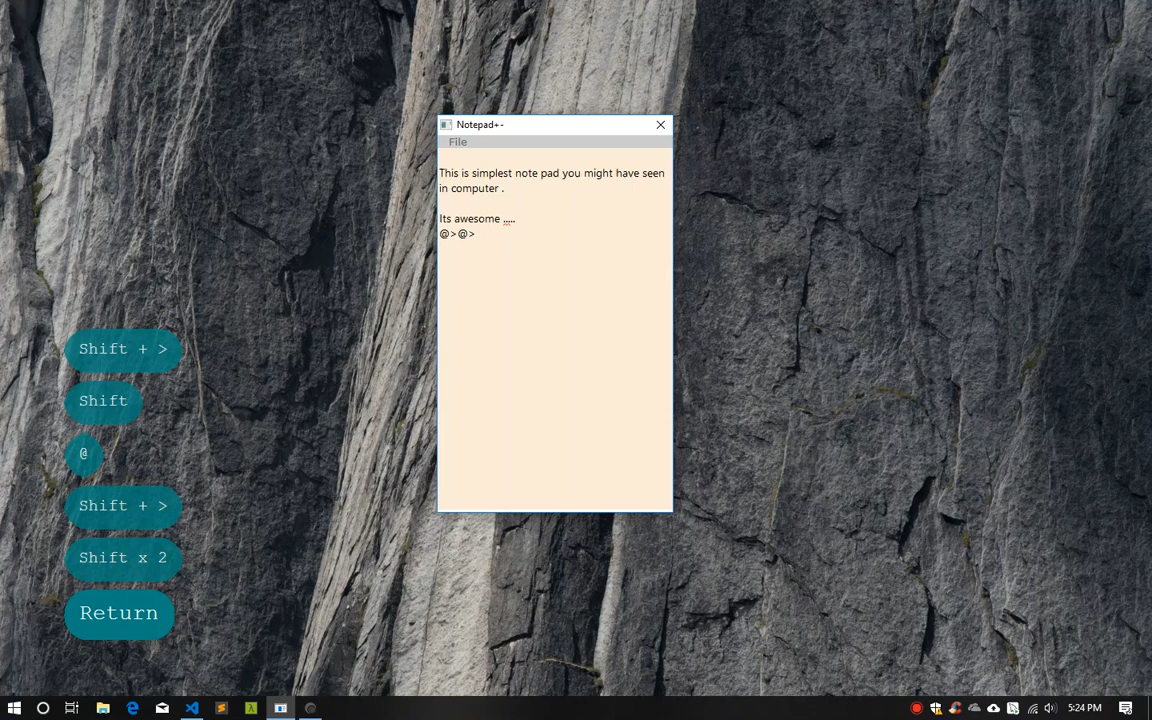 Notepad+-
File
This is simplest note pad you might have seen
in computer .
Its awesome .....
@>@>
Shift + >
Shift
@
Shift + >
Shift x 2
Return
5:24 PM